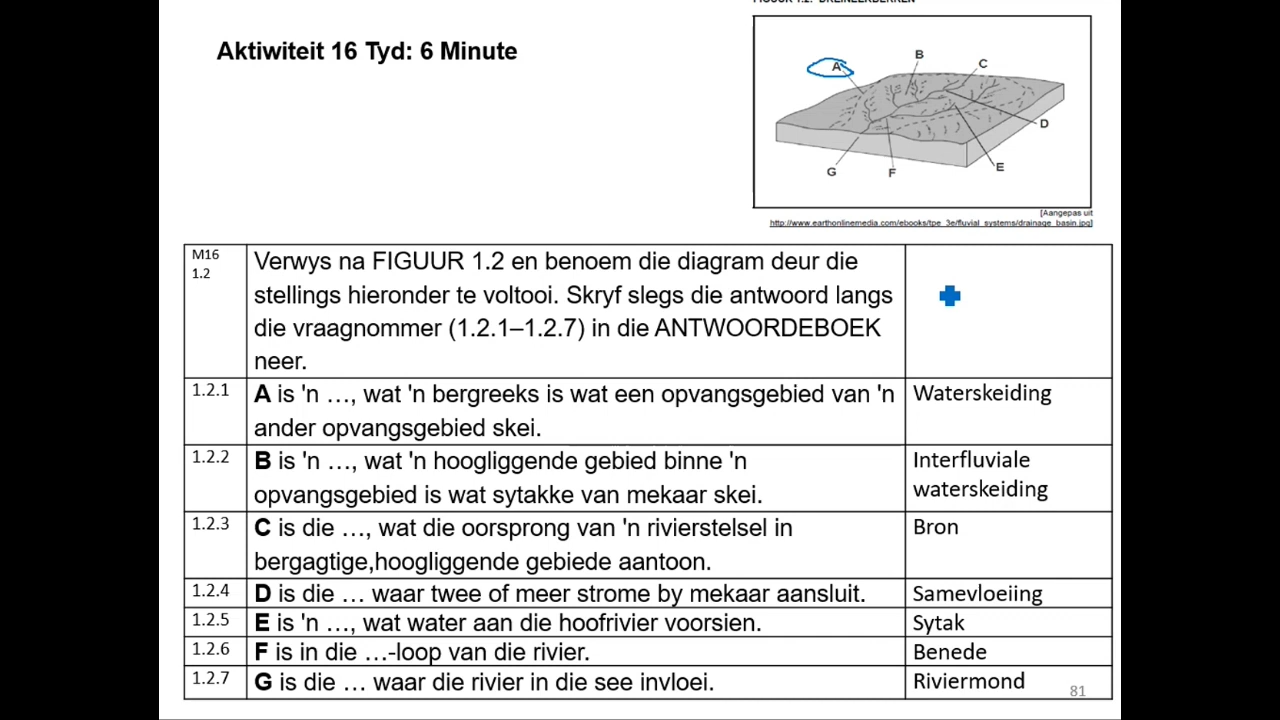 FIGUUR 1.2: DREINEERBEKKEN
Aktiwiteit 16 Tyd: 6 Minute
A
B
C
D
E
F
G
[Aangepas uit
http://www.earthonlinemedia.com/ebooks/tpe_3e/fluvial_systems/drainage_basin.jpg]
M16
1.2
Verwys na FIGUUR 1.2 en benoem die diagram deur die
stellings hieronder te voltooi. Skryf slegs die antwoord langs
die vraagnommer (1.2.1–1.2.7) in die ANTWOORDEBOEK
neer.
1.2.1
A is 'n …, wat 'n bergreeks is wat een opvangsgebied van 'n
ander opvangsgebied skei.
Waterskeiding
1.2.2
B is 'n …, wat 'n hoogliggende gebied binne 'n
opvangsgebied is wat sytakke van mekaar skei.
Interfluviale
waterskeiding
1.2.3
C is die …, wat die oorsprong van 'n rivierstelsel in
bergagtige,hoogliggende gebiede aantoon.
Bron
1.2.4
D is die … waar twee of meer strome by mekaar aansluit.
Samevloeiing
1.2.5
E is 'n …, wat water aan die hoofrivier voorsien.
Sytak
1.2.6
F is in die …-loop van die rivier.
Benede
1.2.7
G is die … waar die rivier in die see invloei.
Riviermond
81